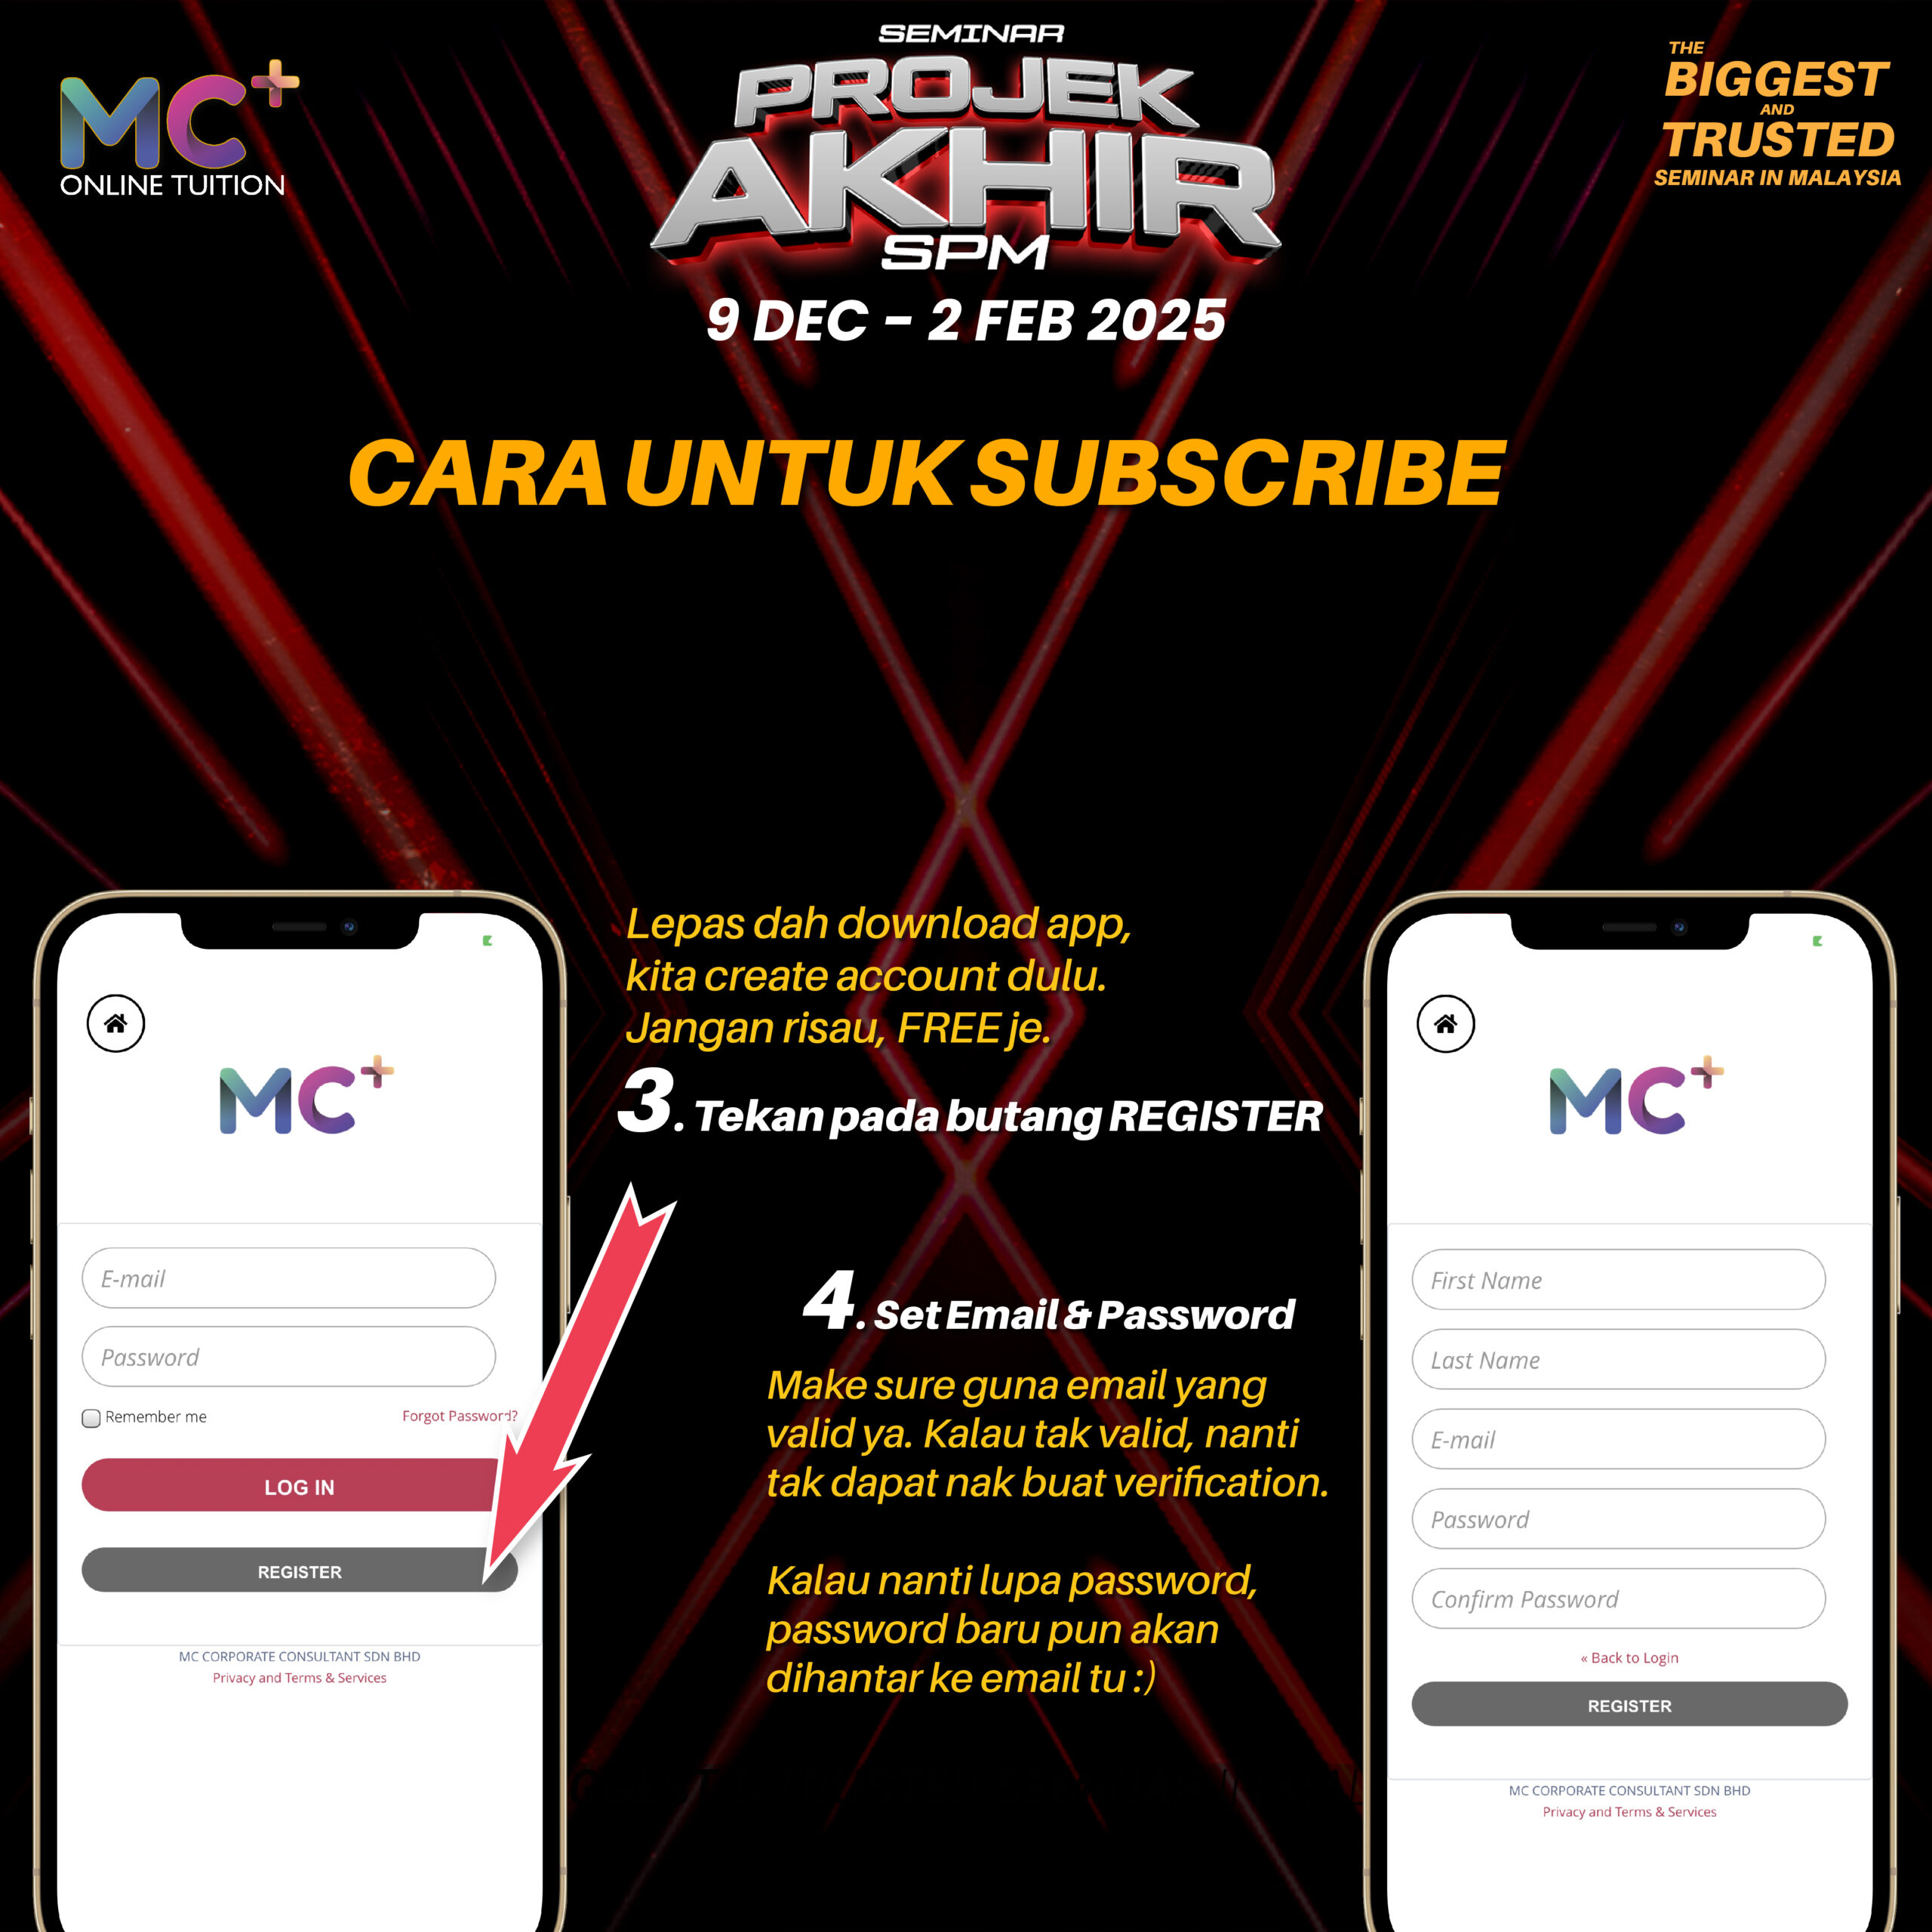 MC+
ONLINE TUITION
SEMINAR
PROJEK
AKHIR
SPM
9 DEC - 2 FEB 2025
THE
BIGGEST
AND
TRUSTED
SEMINAR IN MALAYSIA
CARA UNTUK SUBSCRIBE
MC+
E-mail
Password
Remember me
Forgot Password?
LOG IN
REGISTER
MC CORPORATE CONSULTANT SDN BHD
Privacy and Terms & Services
Lepas dah download app,
kita create account dulu.
Jangan risau, FREE je.
3. Tekan pada butang REGISTER
4. Set Email & Password
Make sure guna email yang
valid ya. Kalau tak valid, nanti
tak dapat nak buat verification.
Kalau nanti lupa password,
password baru pun akan
dihantar ke email tu :)
MC+
First Name
Last Name
E-mail
Password
Confirm Password
« Back to Login
REGISTER
MC CORPORATE CONSULTANT SDN BHD
Privacy and Terms & Services